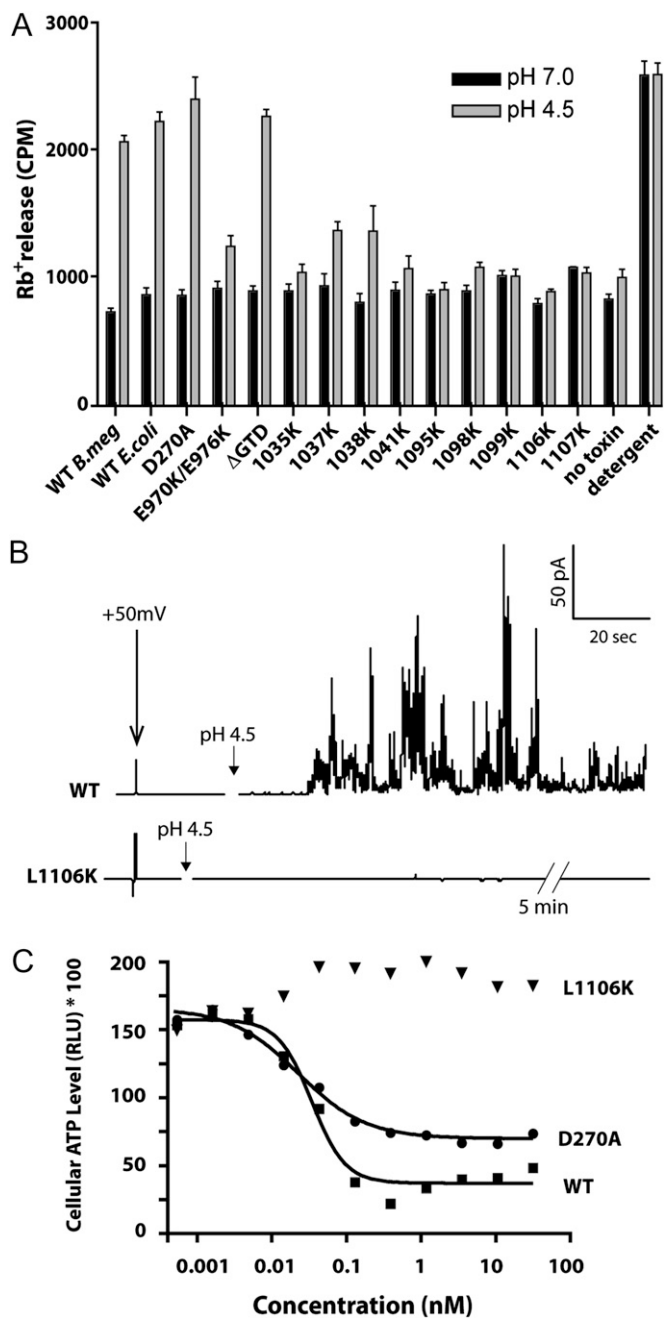 A
Rb+ release (CPM)
3000
2000
1000
0
pH 7.0
pH 4.5
WT B.meg
WT E.coli
D270A
E970K/E976K
ΔGTD
1035K
1037K
1038K
1041K
1095K
1098K
1099K
1106K
1107K
no toxin
detergent
B
+50mV
50 pA
20 sec
pH 4.5
WT
pH 4.5
L1106K
5 min
C
Cellular ATP Level (RLU) * 100
200
150
100
50
0
L1106K
D270A
WT
0.001
0.01
0.1
1
10
100
Concentration (nM)